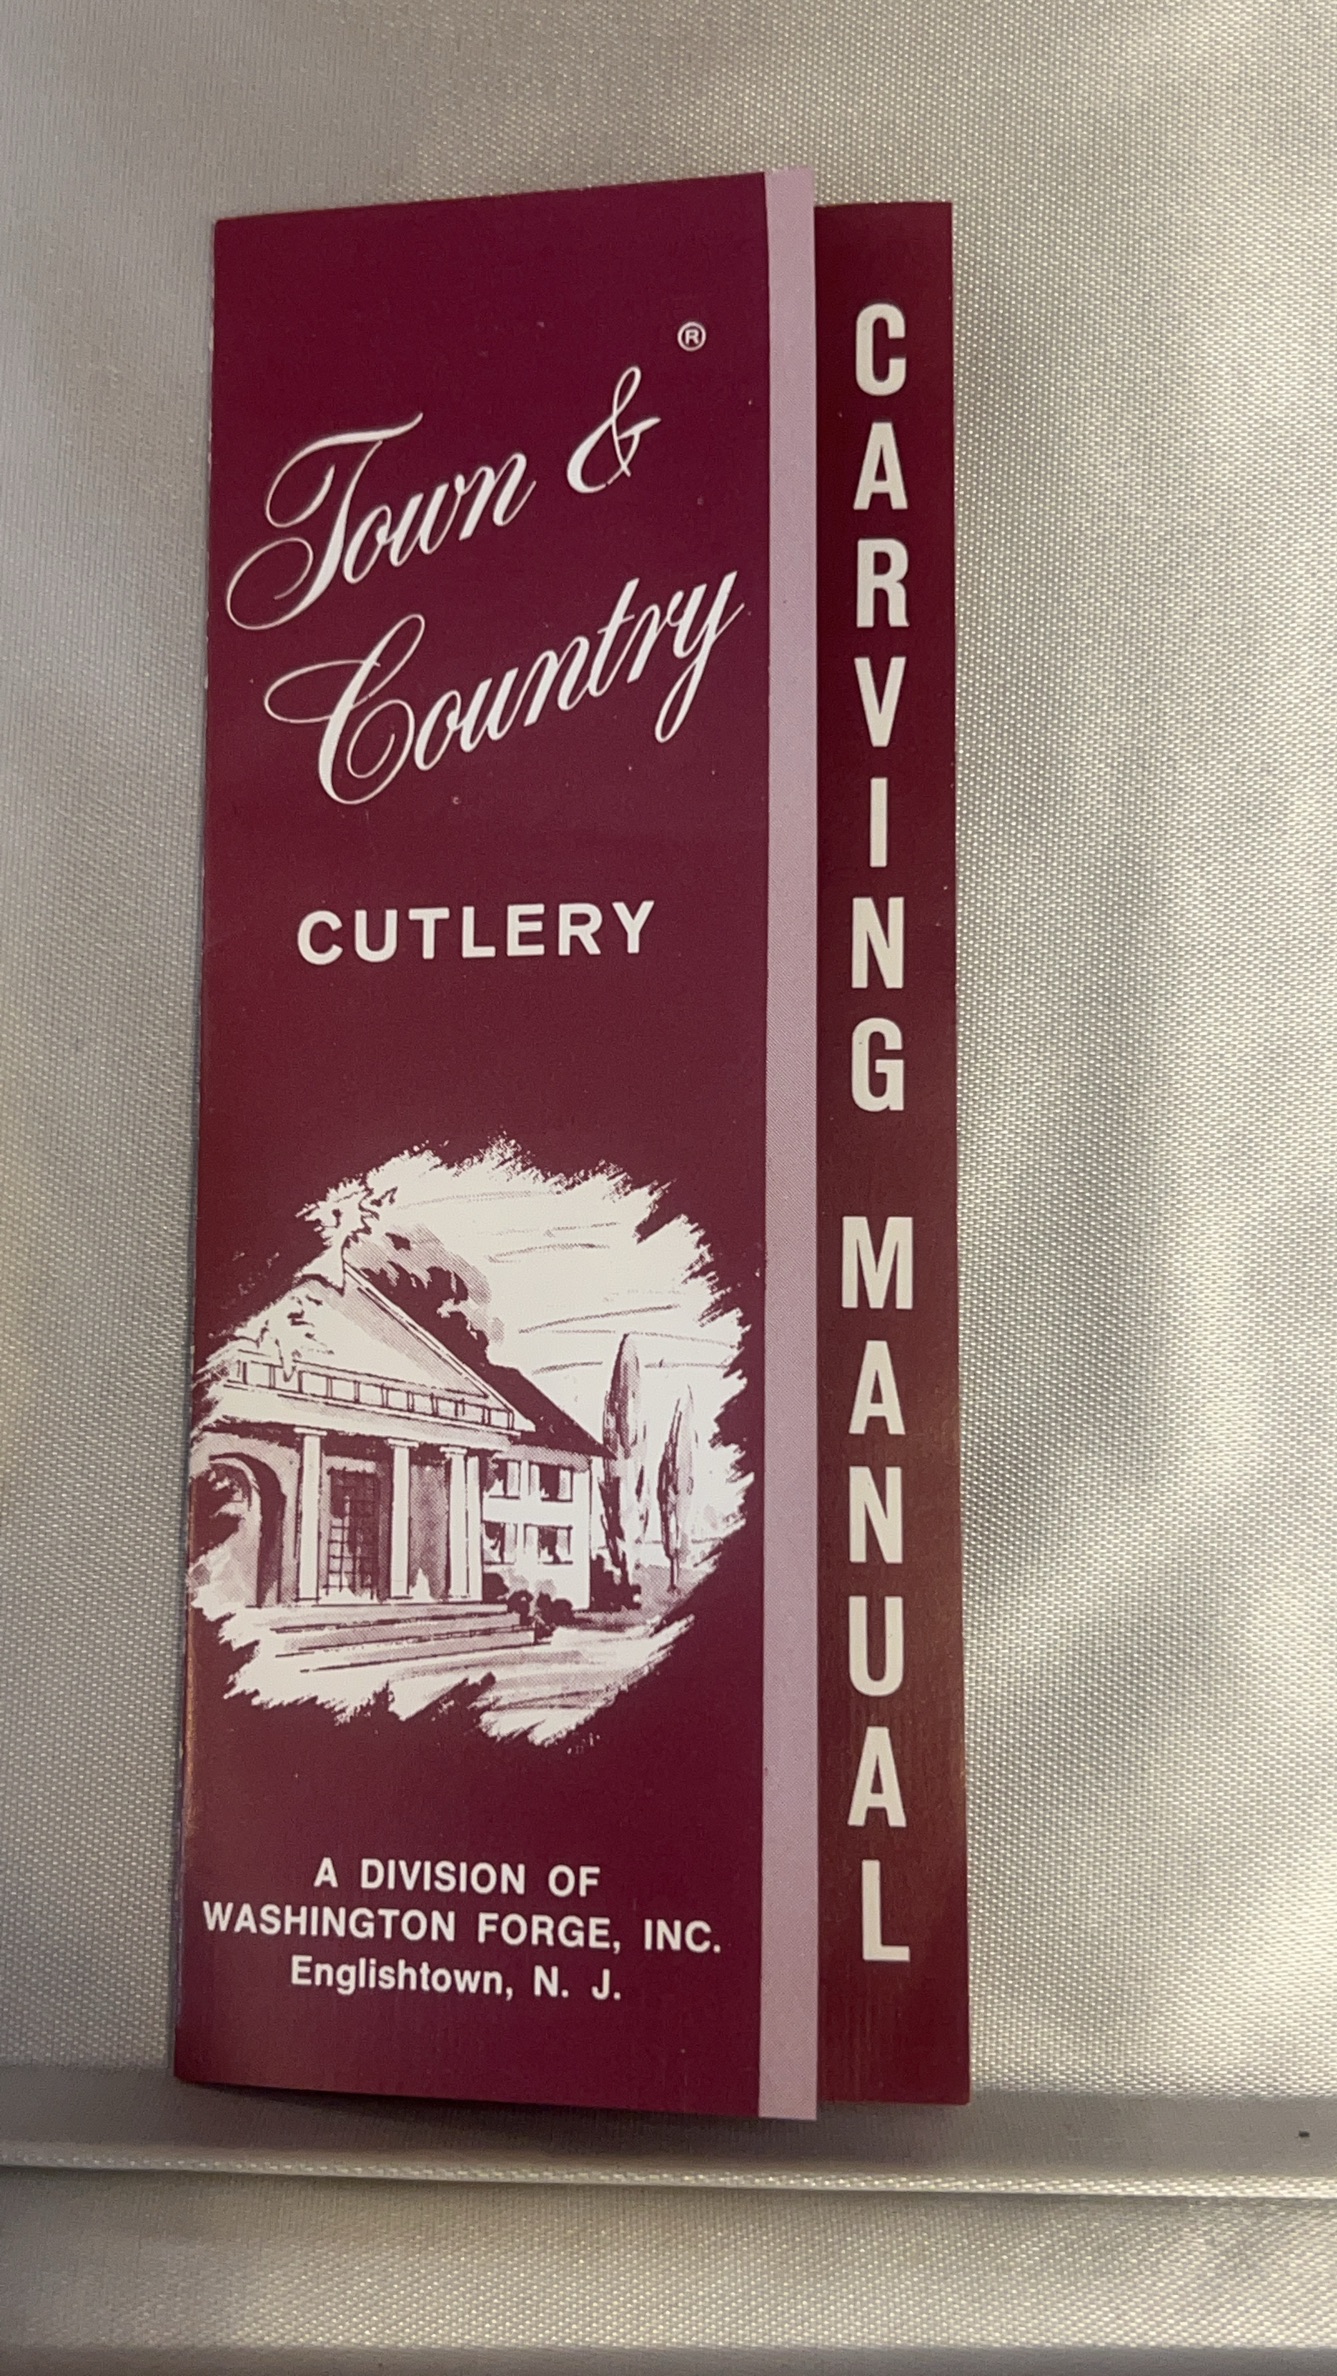 ®
Town &
Country
CUTLERY
A DIVISION OF
WASHINGTON FORGE, INC.
Englishtown, N. J.
CARVING MANUAL